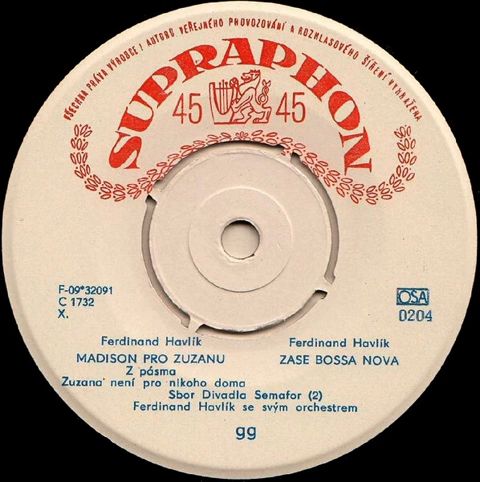 VŠECHNA PRÁVA VÝROBCE I AUTORŮ VEŘEJNÉHO PROVOZOVÁNÍ A ROZHLASOVÉHO ŠÍŘENÍ VYHRAŽENA
SUPRAPHON
45 45
F-09*32091
C 1732
X.
OSA
0204
Ferdinand Havlík
MADISON PRO ZUZANU
Z pásma
Zuzana není pro nikoho doma
Ferdinand Havlík
ZASE BOSSA NOVA
Sbor Divadla Semafor (2)
Ferdinand Havlík se svým orchestrem
gg